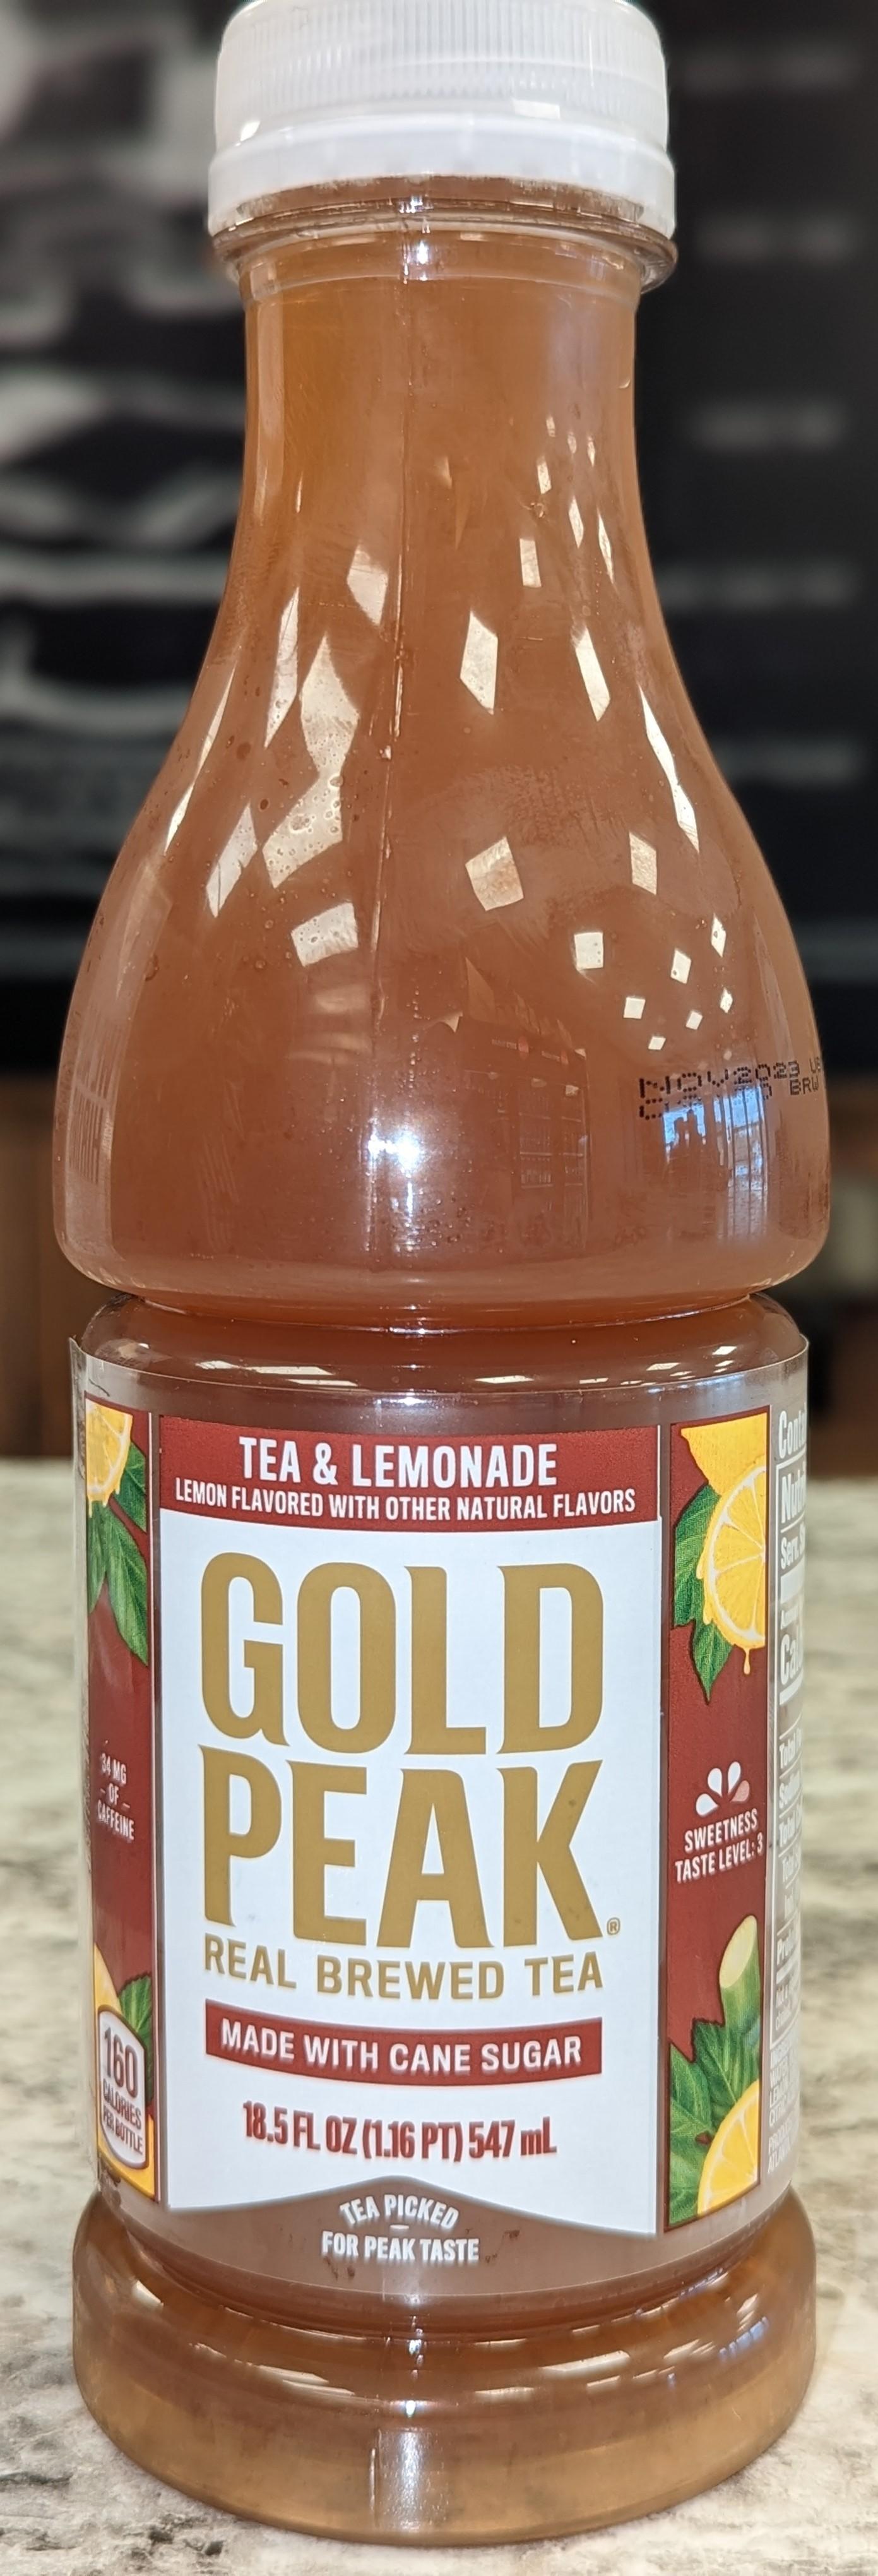 NOV2023
BRW
TEA & LEMONADE
LEMON FLAVORED WITH OTHER NATURAL FLAVORS
GOLD
PEAK®
REAL BREWED TEA
MADE WITH CANE SUGAR
18.5 FL OZ (1.16 PT) 547 mL
TEA PICKED
FOR PEAK TASTE
34 MG
OF
CAFFEINE
160
CALORIES
PER BOTTLE
SWEETNESS
TASTE LEVEL: 3